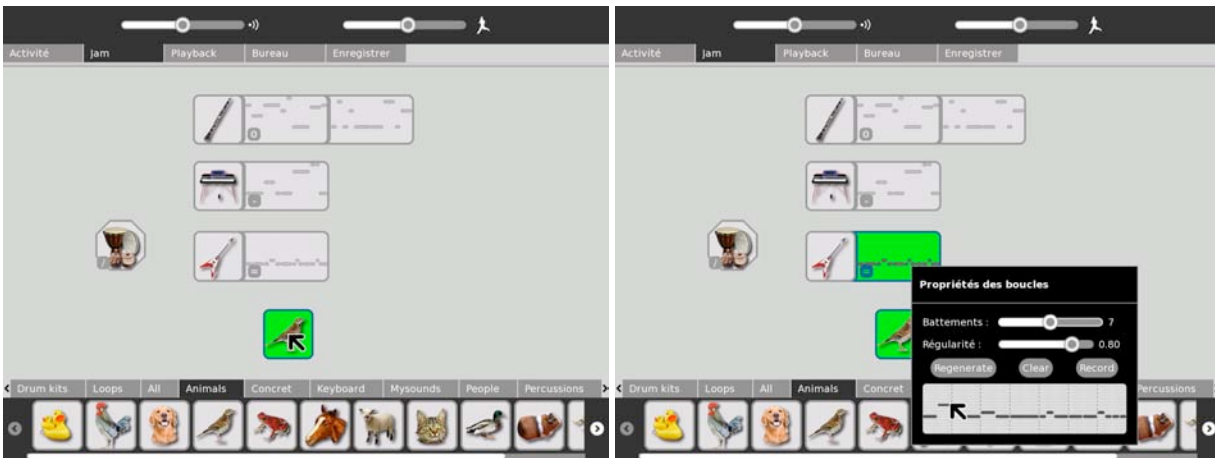 Activité Jam Playback Bureau Enregistrer
Drum kits Loops All Animals Concret Keyboard Mysounds People Percussions
Activité Jam Playback Bureau Enregistrer
Propriétés des boucles
Battements : 7
Régularité : 0.80
Regenerate Clear Record
Drum kits Loops All Animals Concret Percussions